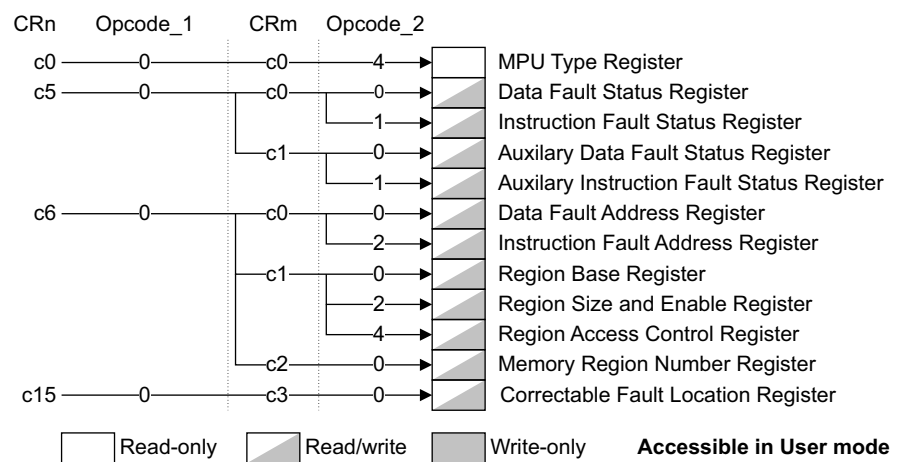 CRn Opcode_1 CRm Opcode_2
c0 0 c0 4 MPU Type Register
c5 0 c0 0 Data Fault Status Register
1 Instruction Fault Status Register
c1 0 Auxilary Data Fault Status Register
1 Auxilary Instruction Fault Status Register
c6 0 c0 0 Data Fault Address Register
2 Instruction Fault Address Register
c1 0 Region Base Register
2 Region Size and Enable Register
4 Region Access Control Register
c2 0 Memory Region Number Register
c15 0 c3 0 Correctable Fault Location Register
Read-only Read/write Write-only Accessible in User mode